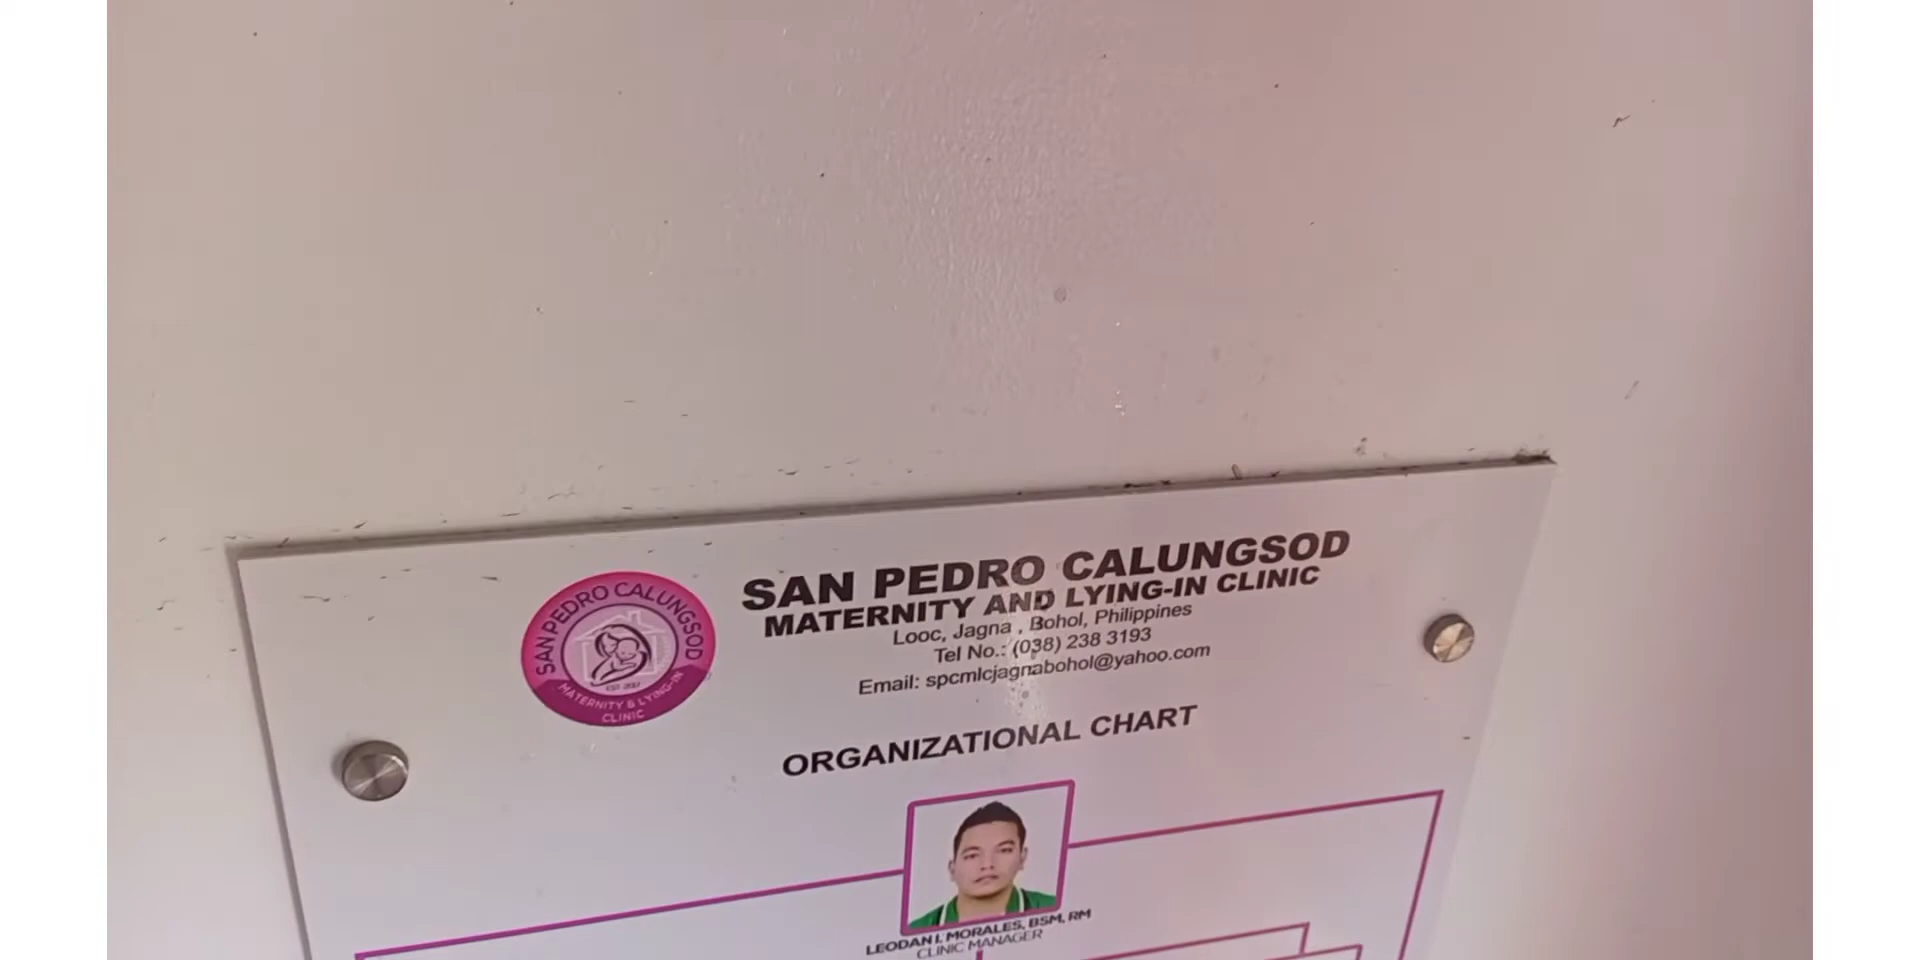 SAN PEDRO CALUNGSOD
MATERNITY & LYING-IN
CLINIC
SAN PEDRO CALUNGSOD
MATERNITY AND LYING-IN CLINIC
Looc, Jagna , Bohol, Philippines
Tel No.: (038) 238 3193
Email: spcmlcjagnabohol@yahoo.com
ORGANIZATIONAL CHART
LEODAN I. MORALES, BSM, RM
CLINIC MANAGER